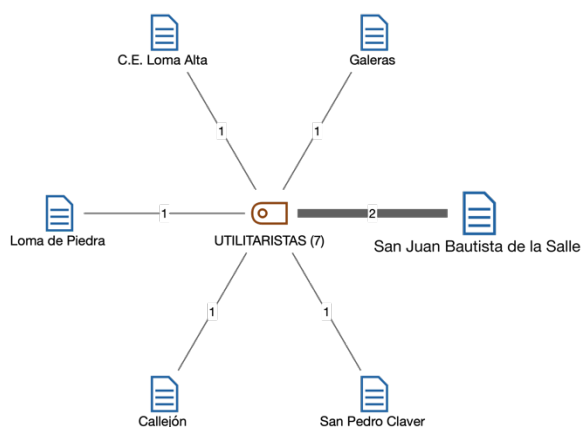 C.E. Loma Alta
Galeras
1
1
1
2
Loma de Piedra
UTILITARISTAS (7)
San Juan Bautista de la Salle
1
1
Callejón
San Pedro Claver